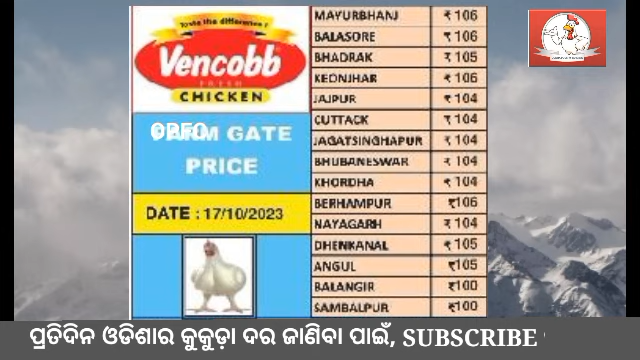 Taste the difference!
Vencobb
FRESH
CHICKEN
OPFO
FARM GATE
PRICE
DATE : 17/10/2023
MAYURBHANJ ₹ 106
BALASORE ₹ 106
BHADRAK ₹ 105
KEONJHAR ₹ 106
JAJPUR ₹ 104
CUTTACK ₹ 104
JAGATSINGHAPUR ₹ 104
BHUBANESWAR ₹ 104
KHORDHA ₹ 104
BERHAMPUR ₹106
NAYAGARH ₹ 104
DHENKANAL ₹ 105
ANGUL ₹105
BALANGIR ₹100
SAMBALPUR ₹100
ପ୍ରତିଦିନ ଓଡିଶାର କୁକୁଡ଼ା ଦର ଜାଣିବା ପାଇଁ, SUBSCRIBE